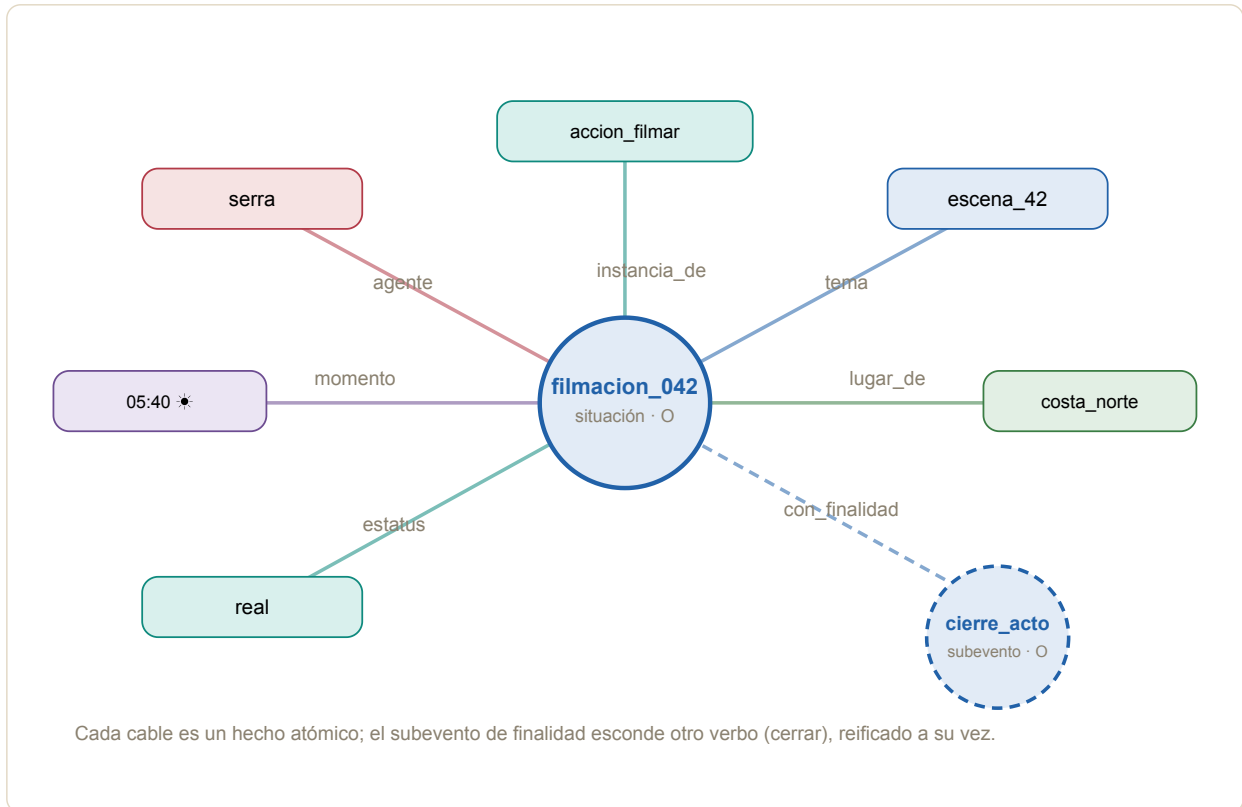 accion_filmar
serra
escena_42
instancia_de
agente
tema
filmacion_042
situación · O
momento
lugar_de
05:40 ☀
costa_norte
con_finalidad
estatus
real
cierre_acto
subevento · O
Cada cable es un hecho atómico; el subevento de finalidad esconde otro verbo (cerrar), reificado a su vez.